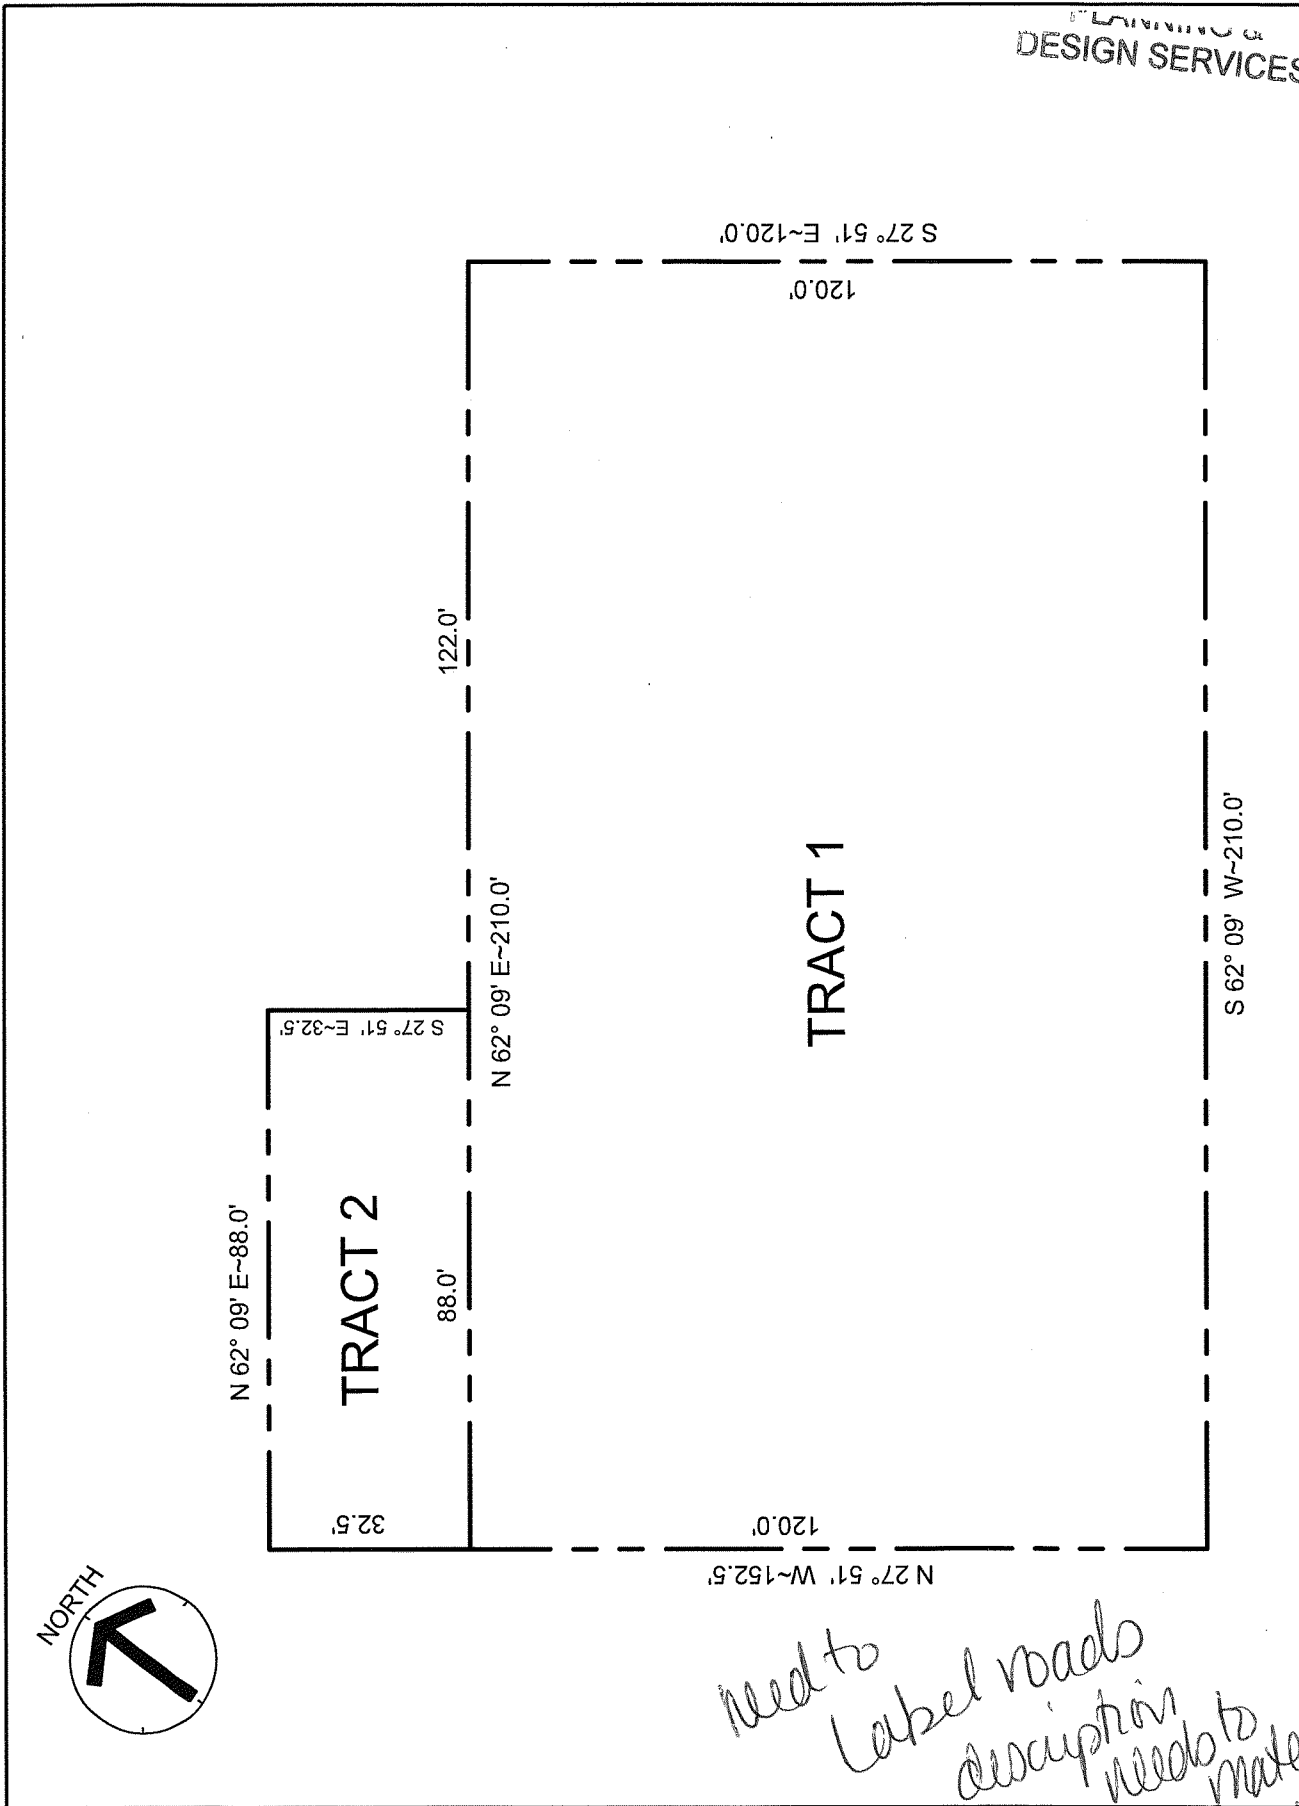 PLANNING &
DESIGN SERVICES
S 27° 51' E~120.0'
120.0'
122.0'
N 62° 09' E~210.0'
S 27° 51' E~32.5'
N 62° 09' E~88.0'
TRACT 2
88.0'
32.5'
TRACT 1
S 62° 09' W~210.0'
120.0'
N 27° 51' W~152.5'
NORTH
need to
Label roads
description
needs to